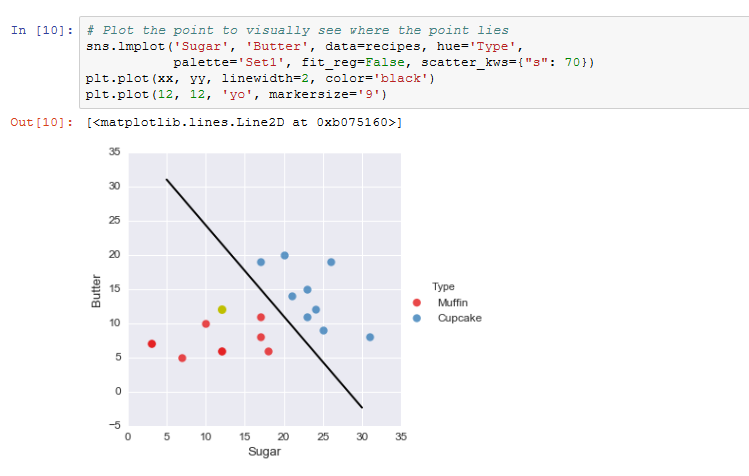 In [10]: # Plot the point to visually see where the point lies
sns.lmplot('Sugar', 'Butter', data=recipes, hue='Type',
palette='Set1', fit_reg=False, scatter_kws={"s": 70})
plt.plot(xx, yy, linewidth=2, color='black')
plt.plot(12, 12, 'yo', markersize='9')
Out[10]: [<matplotlib.lines.Line2D at 0xb075160>]
35
30
25
20
15
10
5
0
−5
Butter
0 5 10 15 20 25 30 35
Sugar
Type
Muffin
Cupcake